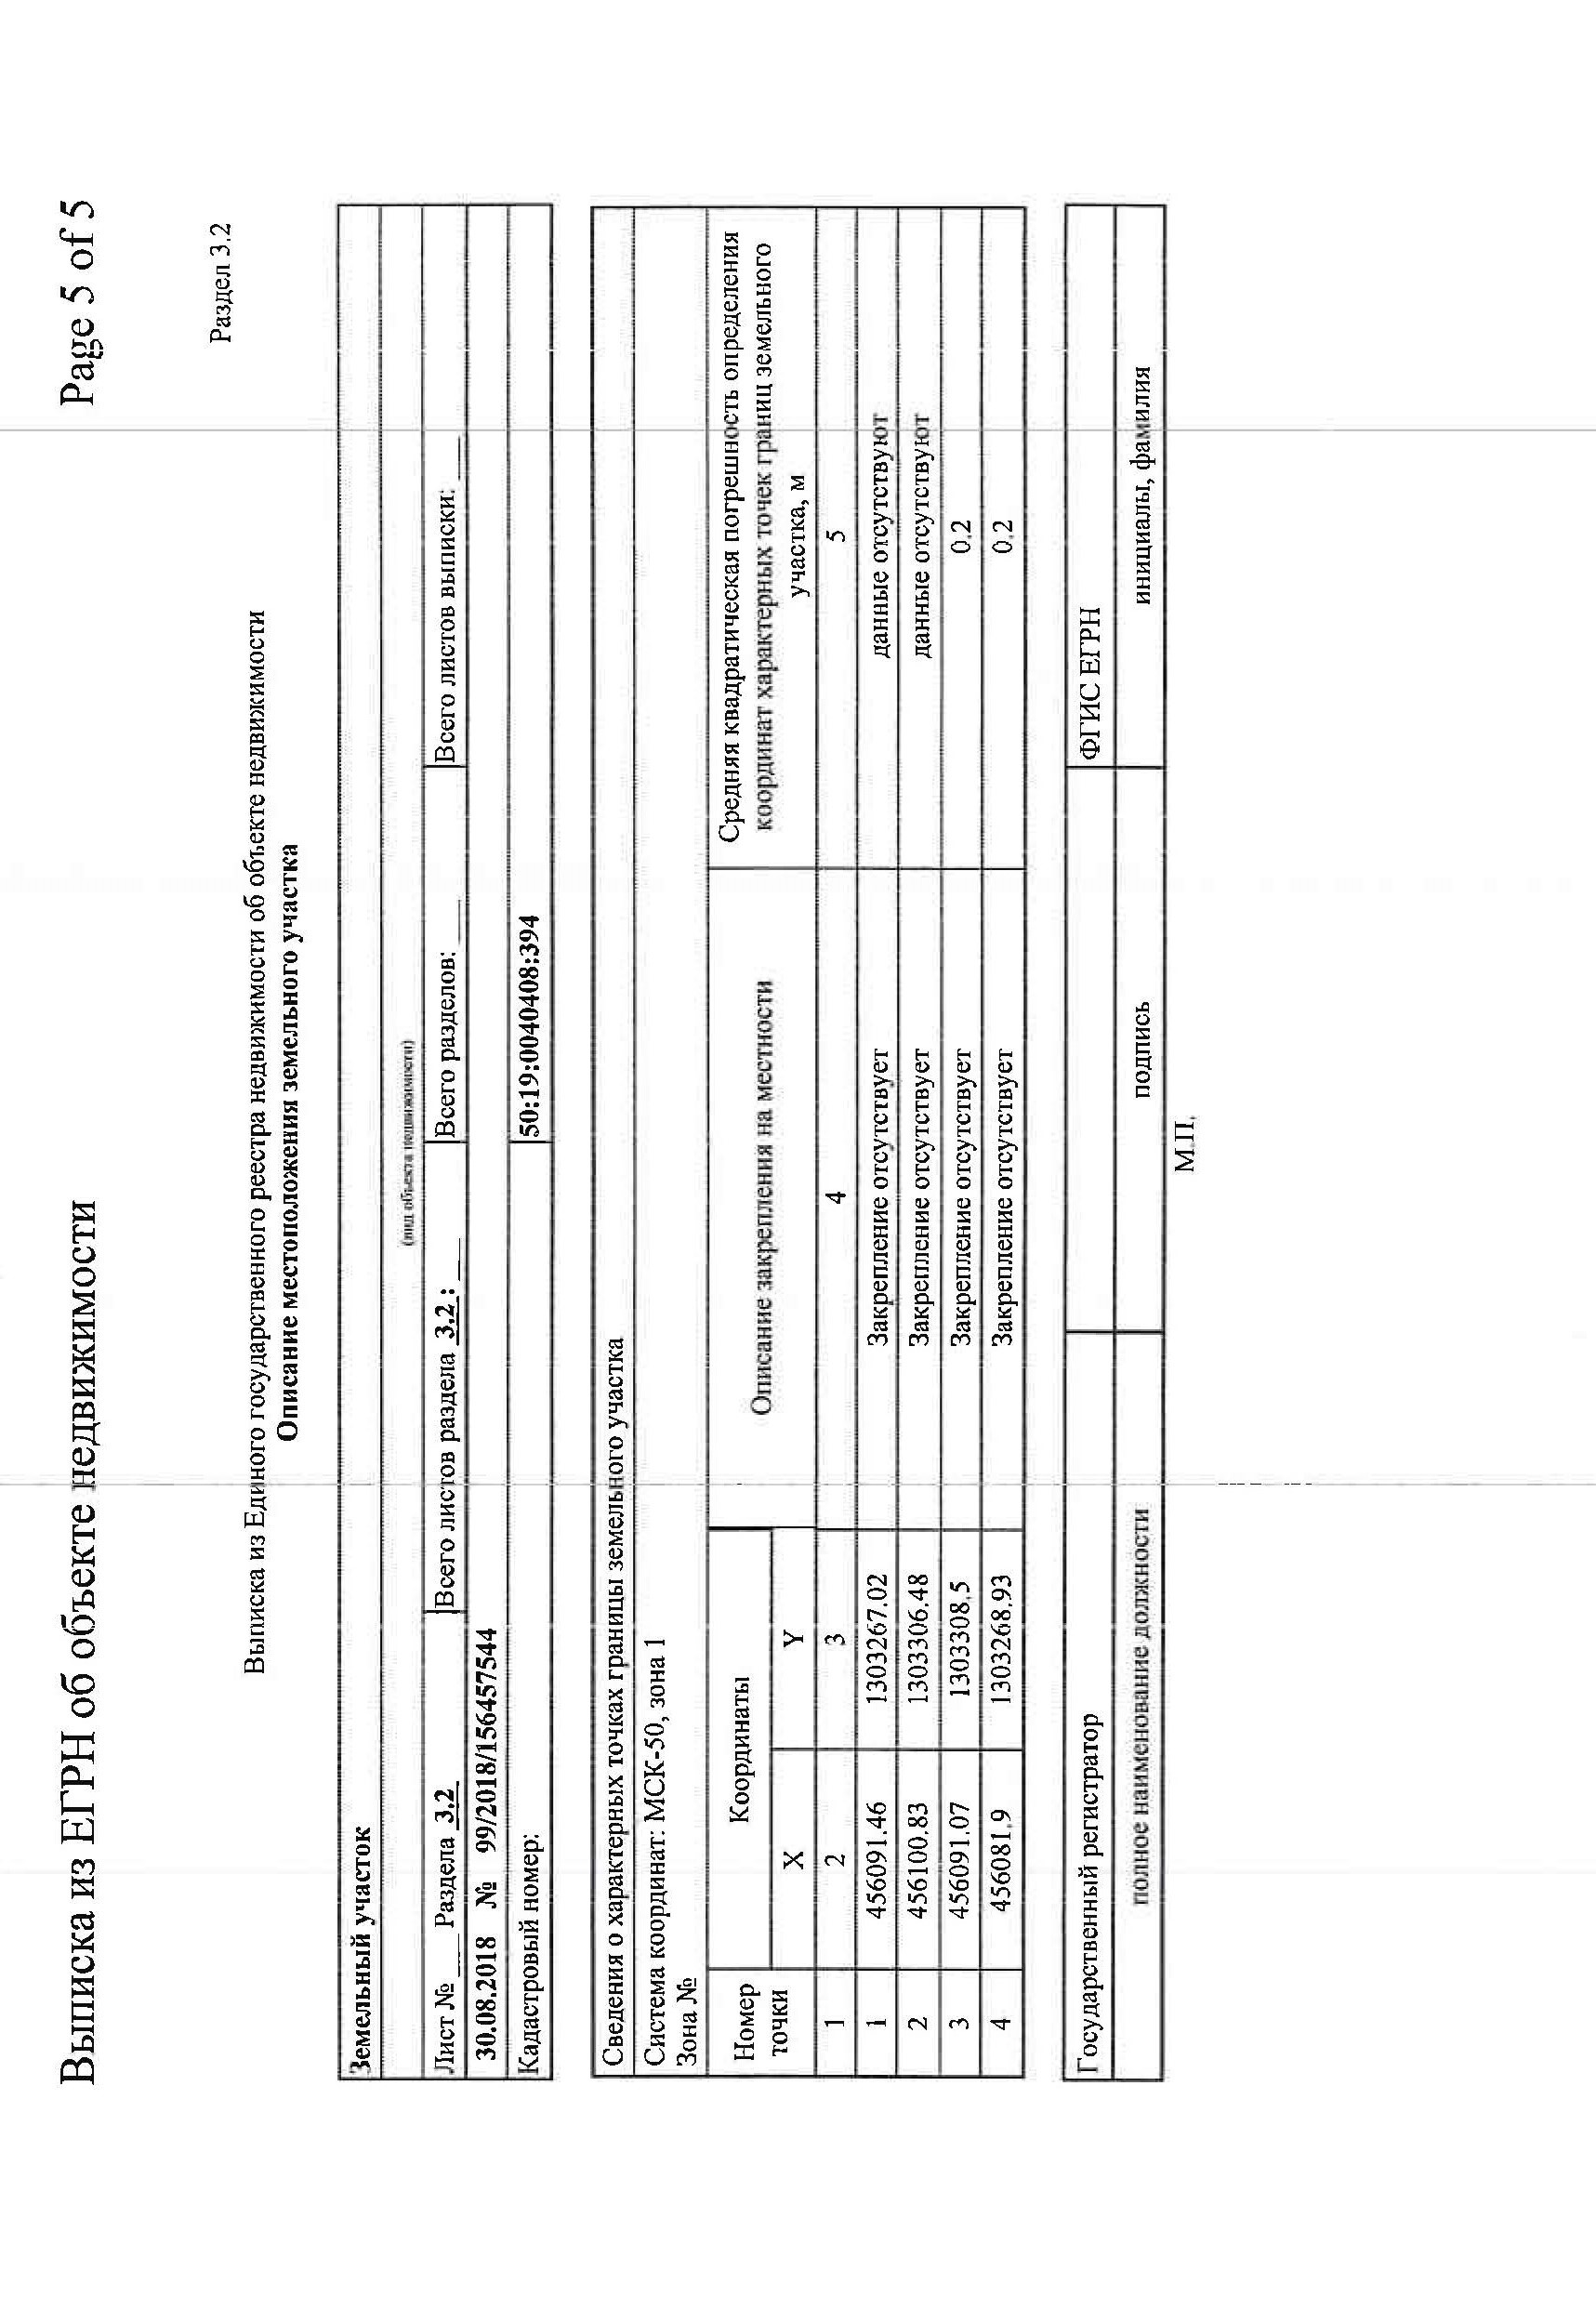 Выписка из ЕГРН об объекте недвижимости Page 5 of 5
Раздел 3.2
Выписка из Единого государственного реестра недвижимости об объекте недвижимости
Описание местоположения земельного участка
Земельный участок
(вид объекта недвижимости)
Лист № ___ Раздела 3.2 Всего листов раздела 3.2 : ___ Всего разделов: ___ Всего листов выписки: ___
30.08.2018 № 99/2018/156457544
Кадастровый номер: 50:19:0040408:394
Сведения о характерных точках границы земельного участка
Система координат: МСК-50, зона 1
Зона №
Номер точки Координаты Описание закрепления на местности Средняя квадратическая погрешность определения
координат характерных точек границ земельного
участка, м
X Y
1 2 3 4 5
1 456091.46 1303267.02 Закрепление отсутствует данные отсутствуют
2 456100.83 1303306.48 Закрепление отсутствует данные отсутствуют
3 456091.07 1303308.5 Закрепление отсутствует 0.2
4 456081.9 1303268.93 Закрепление отсутствует 0.2
Государственный регистратор ФГИС ЕГРН
полное наименование должности подпись инициалы, фамилия
М.П.